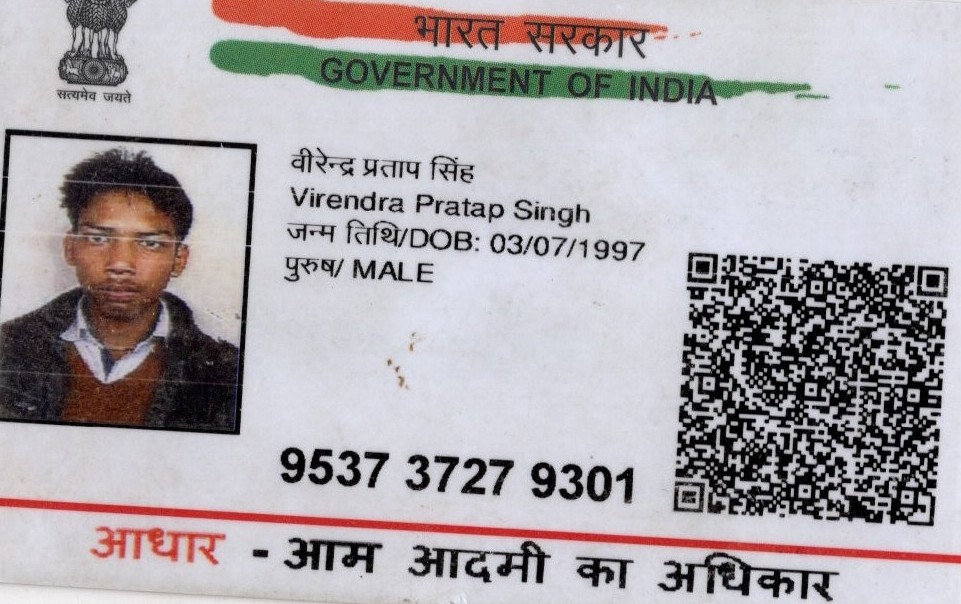 भारत सरकार
GOVERNMENT OF INDIA
सत्यमेव जयते
वीरेन्द्र प्रताप सिंह
Virendra Pratap Singh
जन्म तिथि/DOB: 03/07/1997
पुरुष/ MALE
9537 3727 9301
आधार - आम आदमी का अधिकार